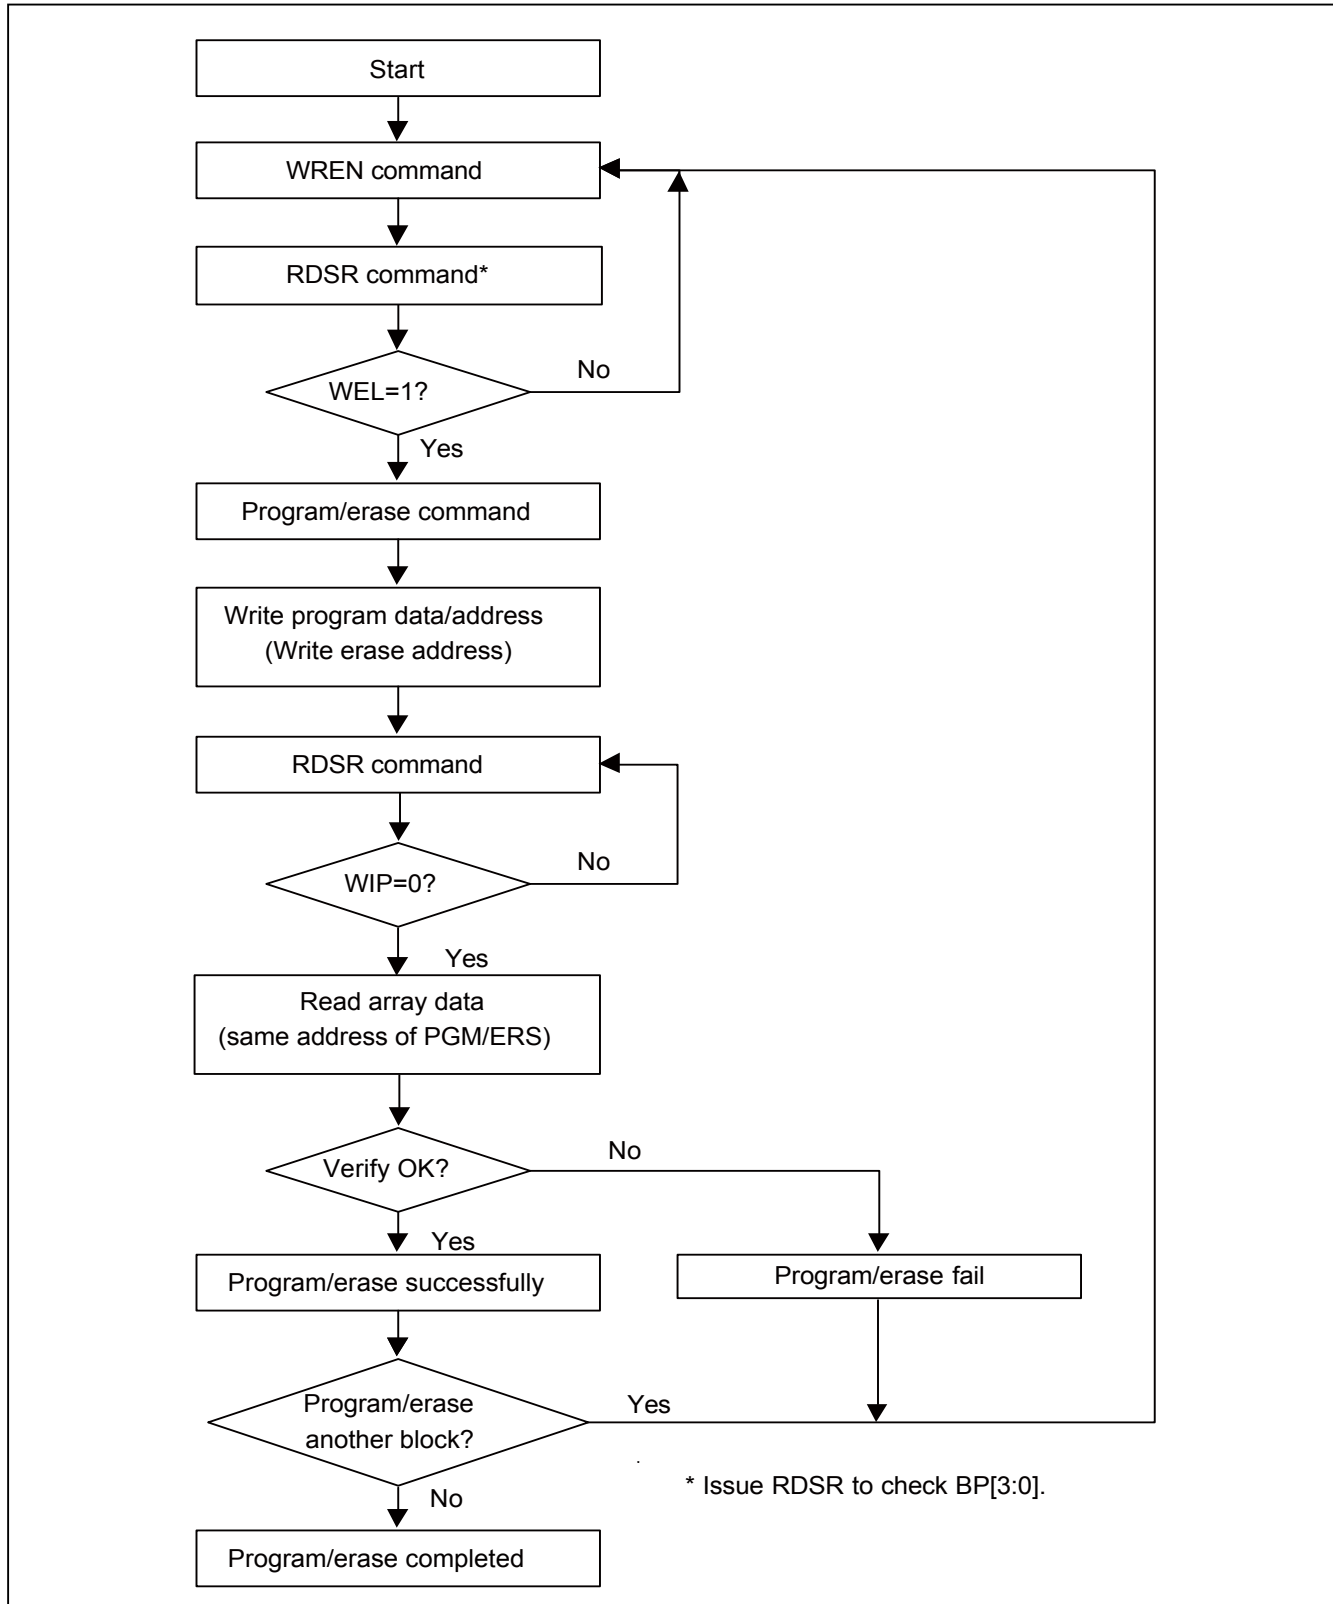 Start
WREN command
RDSR command*
WEL=1?
No
Yes
Program/erase command
Write program data/address
(Write erase address)
RDSR command
WIP=0?
No
Yes
Read array data
(same address of PGM/ERS)
Verify OK?
No
Yes
Program/erase successfully
Program/erase fail
Program/erase
another block?
Yes
* Issue RDSR to check BP[3:0].
No
Program/erase completed